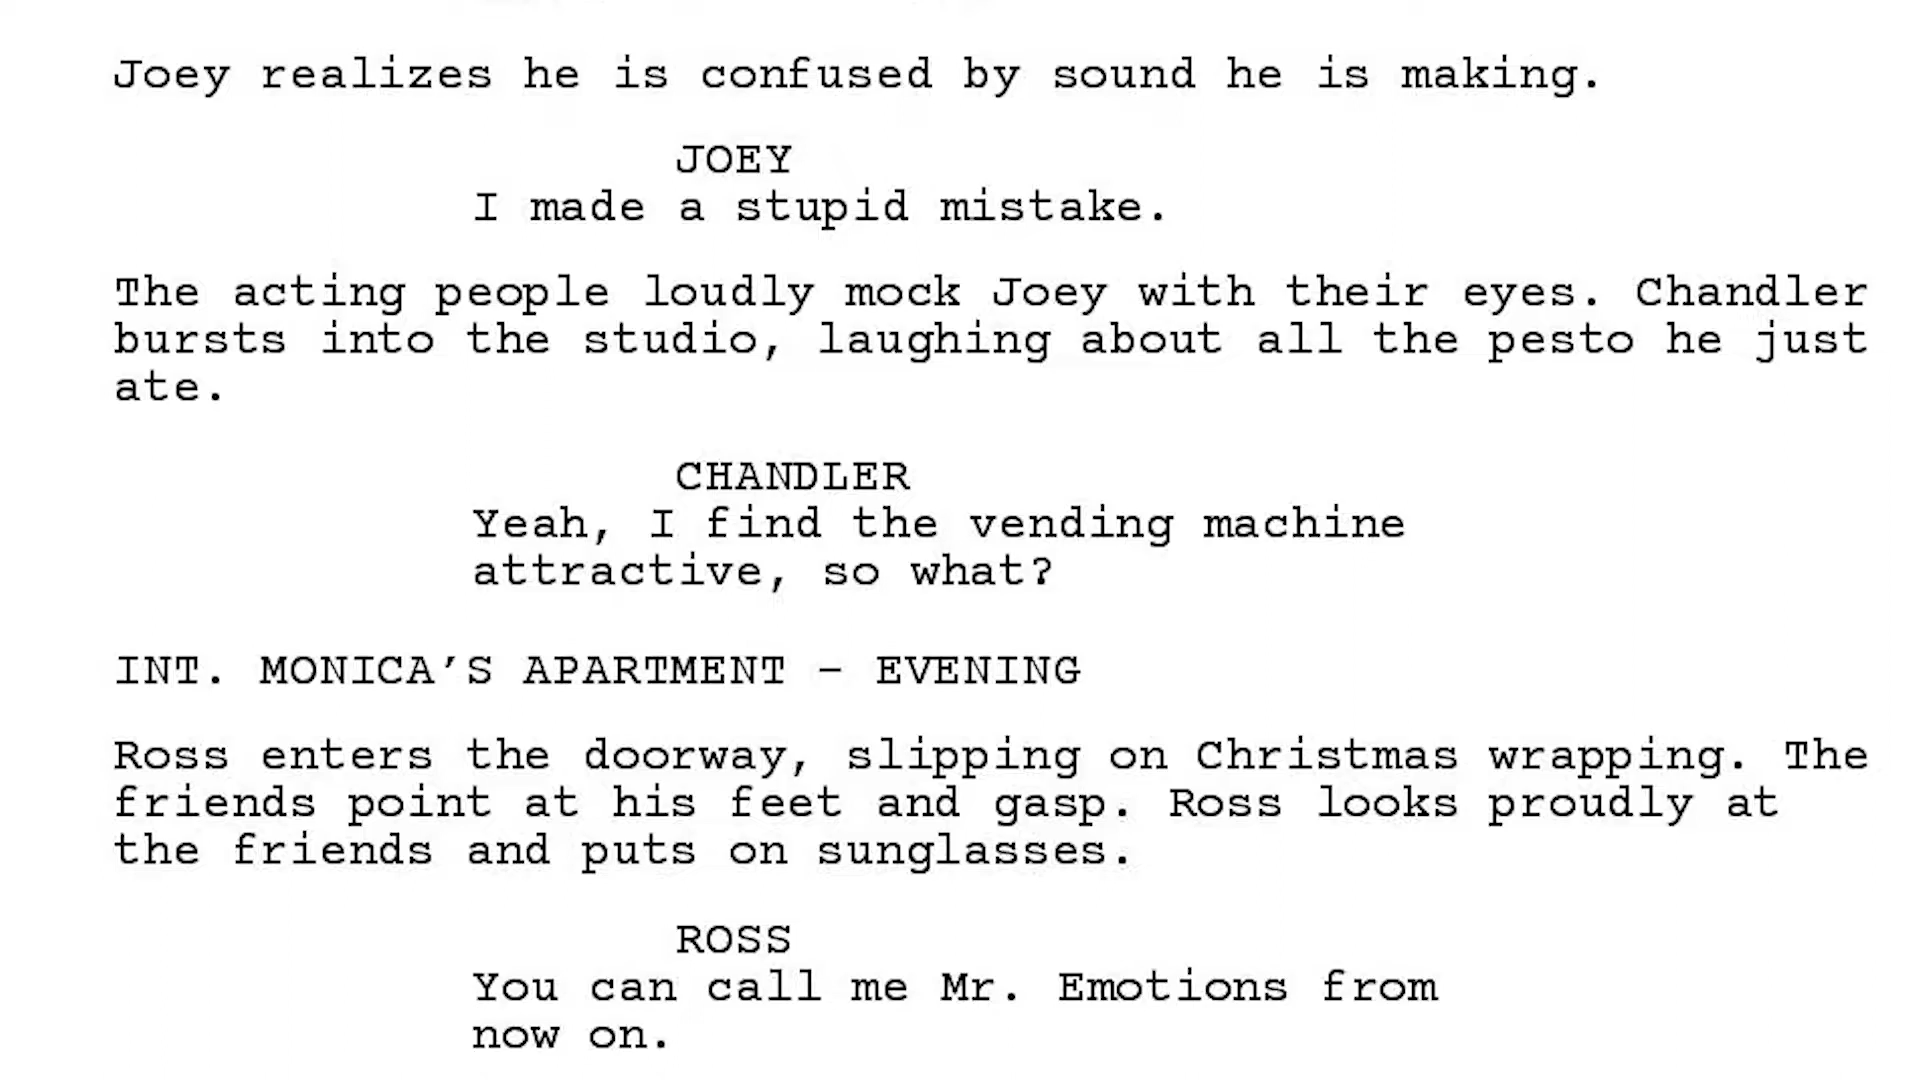 Joey realizes he is confused by sound he is making.
JOEY
I made a stupid mistake.
The acting people loudly mock Joey with their eyes. Chandler
bursts into the studio, laughing about all the pesto he just
ate.
CHANDLER
Yeah, I find the vending machine
attractive, so what?
INT. MONICA’S APARTMENT – EVENING
Ross enters the doorway, slipping on Christmas wrapping. The
friends point at his feet and gasp. Ross looks proudly at
the friends and puts on sunglasses.
ROSS
You can call me Mr. Emotions from
now on.